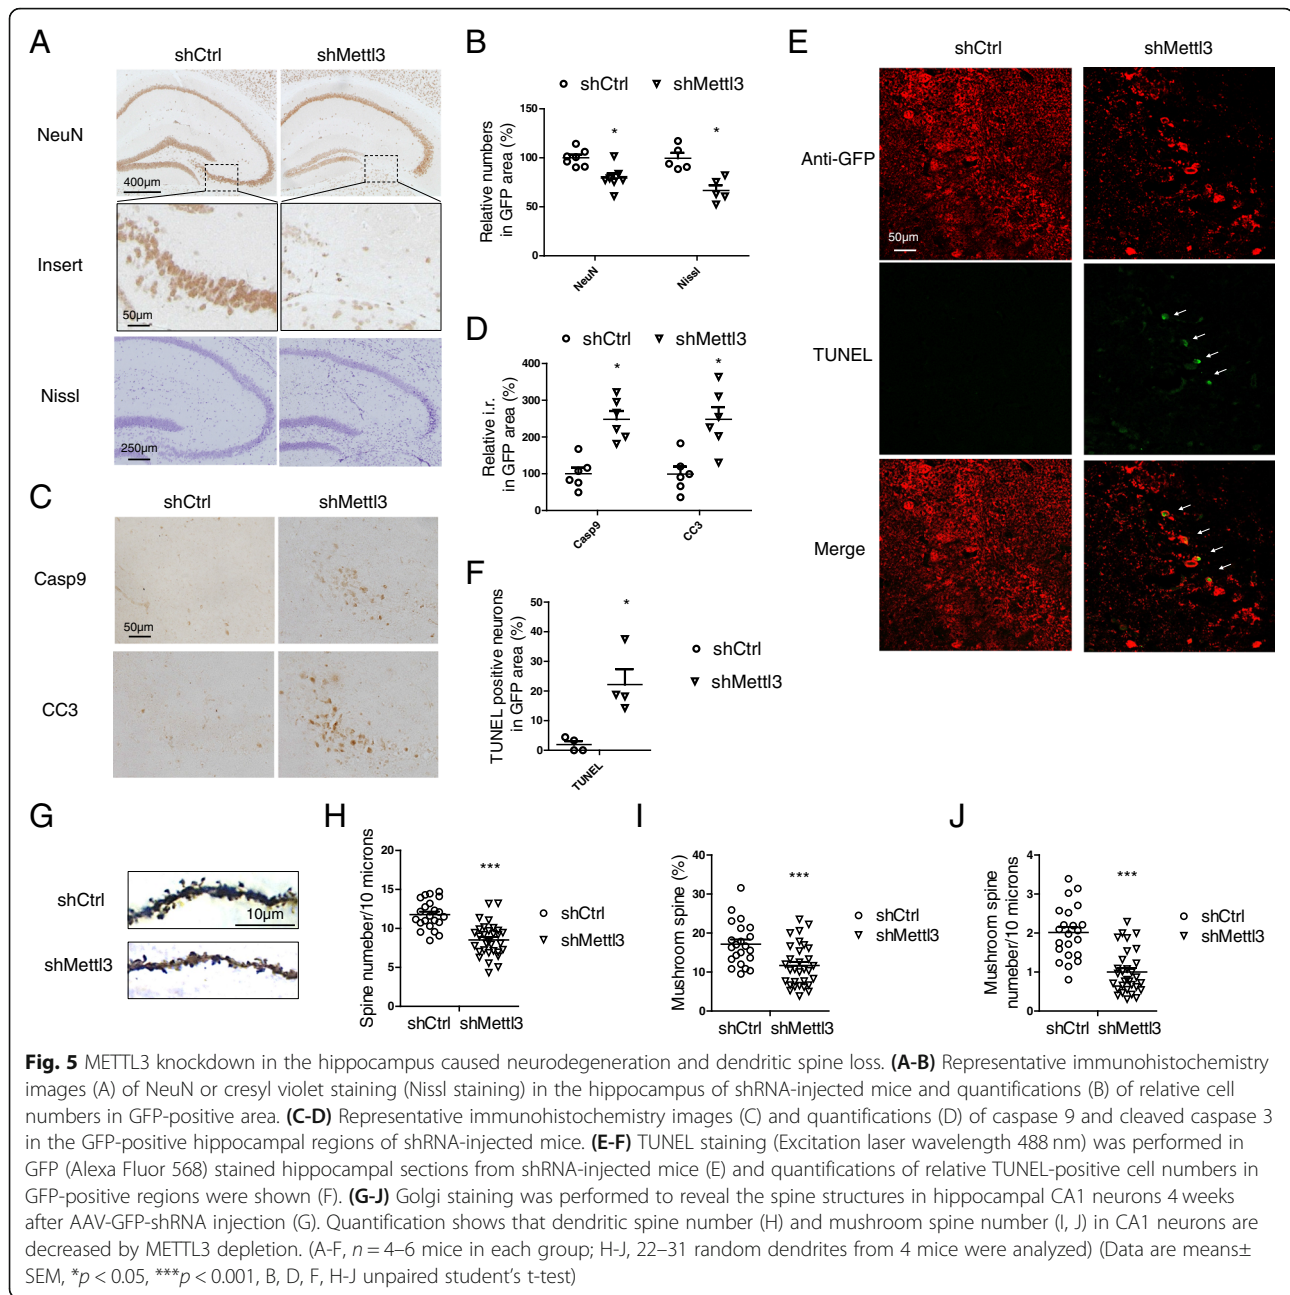 A
shCtrl shMettl3
NeuN
400μm
Insert
50μm
Nissl
250μm
B
shCtrl shMettl3
Relative numbers
in GFP area (%)
150
100
50
0
* *
NeuN Nissl
C
shCtrl shMettl3
Casp9
50μm
CC3
D
shCtrl shMettl3
Relative i.r.
in GFP area (%)
400
300
200
100
0
* *
Casp9 CC3
E
shCtrl shMettl3
Anti-GFP
50μm
TUNEL
Merge
F
TUNEL positive neurons
in GFP area (%)
50
40
30
20
10
0
*
TUNEL
shCtrl
shMettl3
G
shCtrl
10μm
shMettl3
H
Spine numeber/10 microns
20
15
10
5
0
***
shCtrl shMettl3
shCtrl
shMettl3
I
Mushroom spine (%)
40
30
20
10
0
***
shCtrl shMettl3
shCtrl
shMettl3
J
Mushroom spine
numeber/10 microns
4
3
2
1
0
***
shCtrl shMettl3
shCtrl
shMettl3
Fig. 5 METTL3 knockdown in the hippocampus caused neurodegeneration and dendritic spine loss. (A-B) Representative immunohistochemistry
images (A) of NeuN or cresyl violet staining (Nissl staining) in the hippocampus of shRNA-injected mice and quantifications (B) of relative cell
numbers in GFP-positive area. (C-D) Representative immunohistochemistry images (C) and quantifications (D) of caspase 9 and cleaved caspase 3
in the GFP-positive hippocampal regions of shRNA-injected mice. (E-F) TUNEL staining (Excitation laser wavelength 488 nm) was performed in
GFP (Alexa Fluor 568) stained hippocampal sections from shRNA-injected mice (E) and quantifications of relative TUNEL-positive cell numbers in
GFP-positive regions were shown (F). (G-J) Golgi staining was performed to reveal the spine structures in hippocampal CA1 neurons 4 weeks
after AAV-GFP-shRNA injection (G). Quantification shows that dendritic spine number (H) and mushroom spine number (I, J) in CA1 neurons are
decreased by METTL3 depletion. (A-F, n = 4–6 mice in each group; H-J, 22–31 random dendrites from 4 mice were analyzed) (Data are means±
SEM, *p < 0.05, ***p < 0.001, B, D, F, H-J unpaired student's t-test)